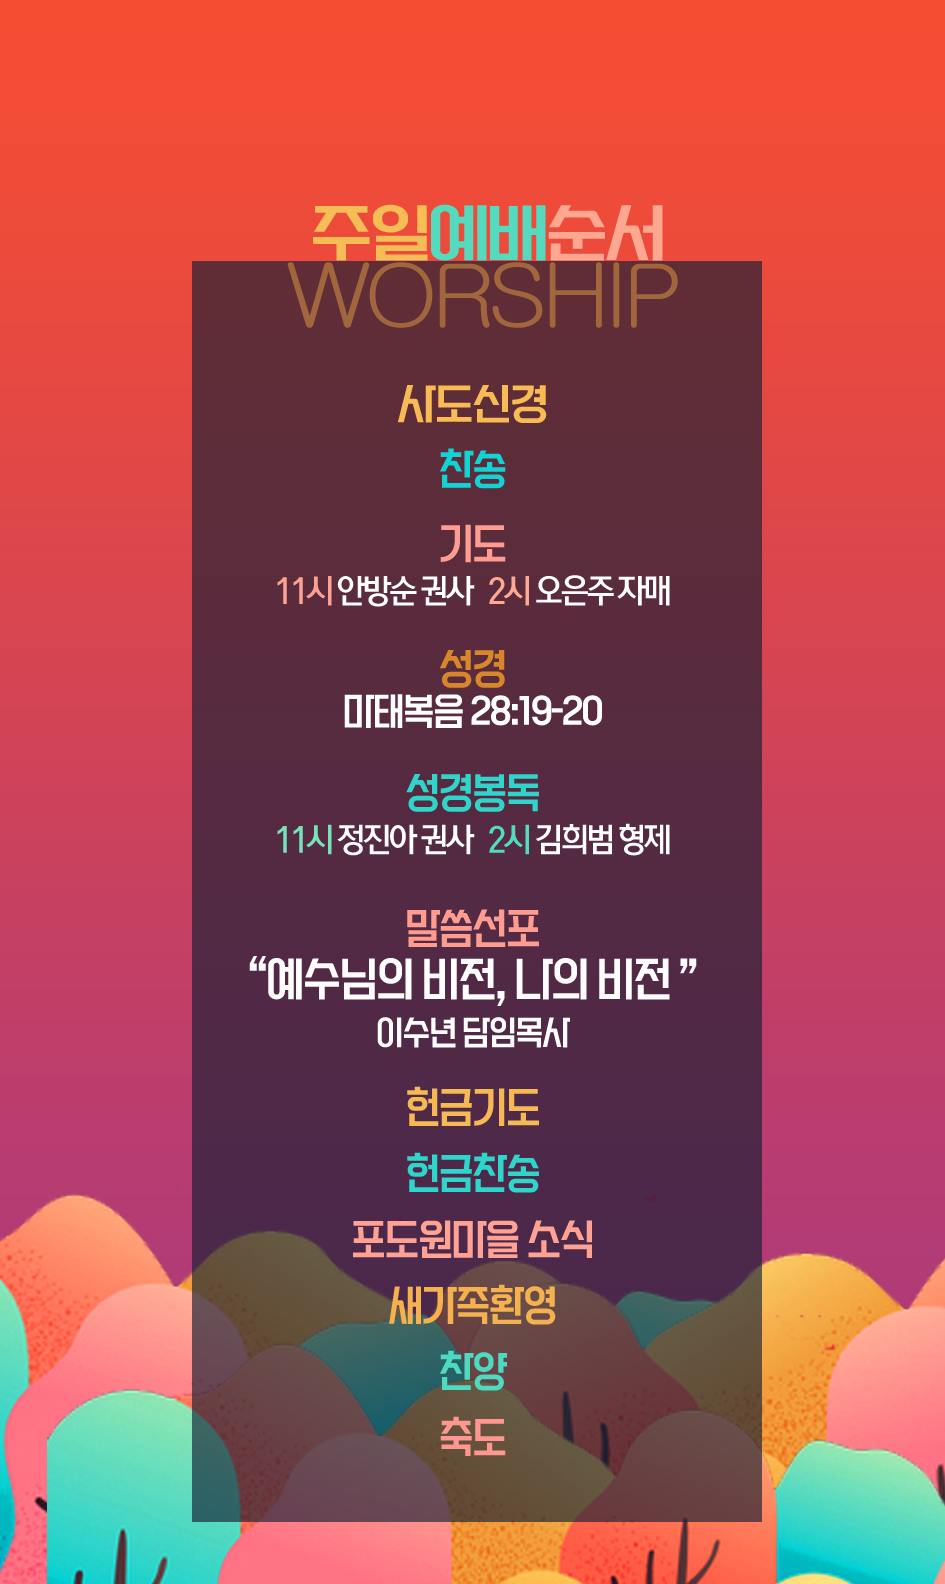 주일예배순서
WORSHIP
사도신경
찬송
기도
11시 안방순 권사 2시 오은주 자매
성경
마태복음 28:19-20
성경봉독
11시 정진아 권사 2시 김희범 형제
말씀선포
“예수님의 비전, 나의 비전 ”
이수년 담임목사
헌금기도
헌금찬송
포도원마을 소식
새가족환영
찬양
축도